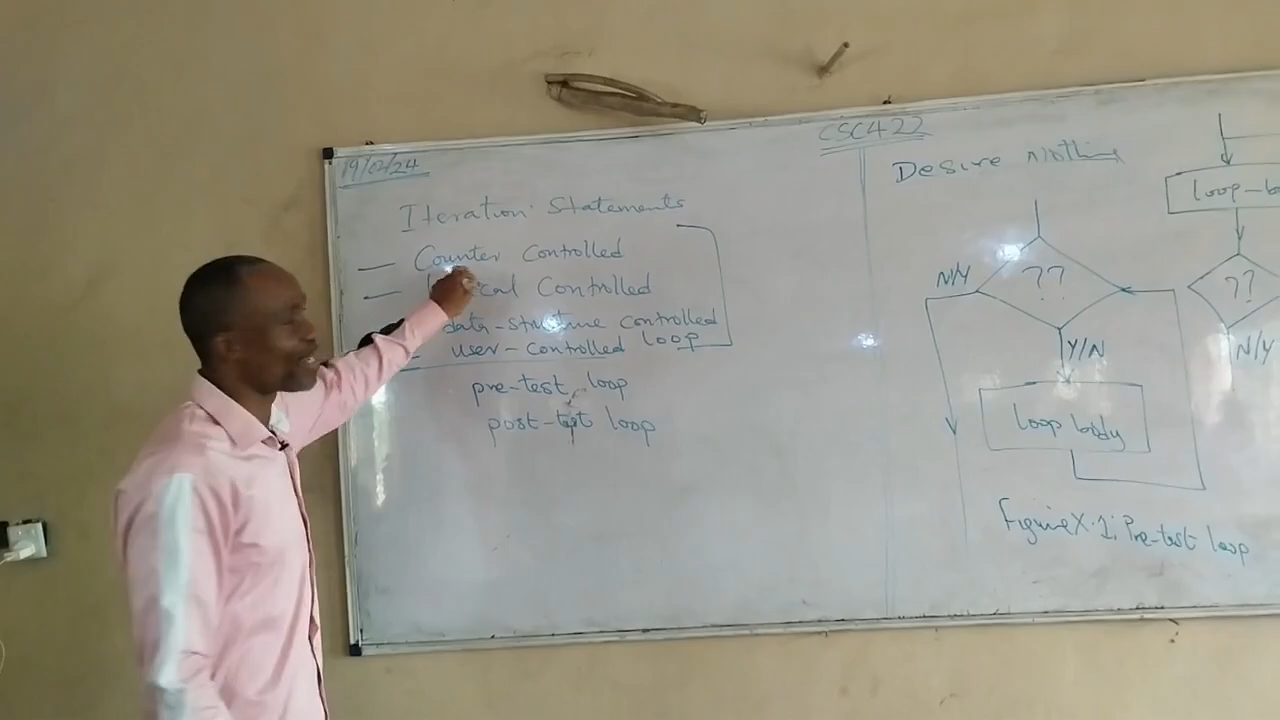 19/02/24
CSC422
Iteration Statements
— Counter Controlled
— Controlled
data-structure controlled
user-controlled loop
pre-test loop
post-test loop
Desire nothing
??
N/Y
Y/N
loop body
Figure X.1: Pre-test loop
loop-b
??
N/Y